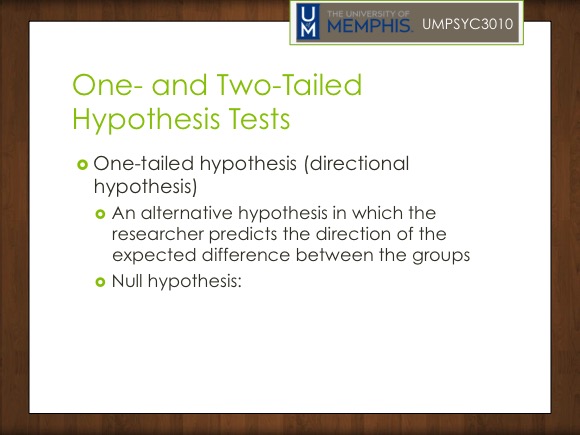 UM
THE UNIVERSITY OF
MEMPHIS.
UMPSYC3010
One- and Two-Tailed
Hypothesis Tests
One-tailed hypothesis (directional
hypothesis)
An alternative hypothesis in which the
researcher predicts the direction of the
expected difference between the groups
Null hypothesis: